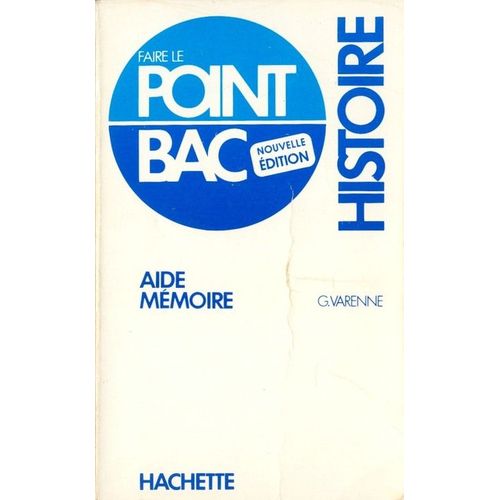 FAIRE LE
POINT
BAC
NOUVELLE
ÉDITION
HISTOIRE
AIDE
MÉMOIRE
G.VARENNE
HACHETTE